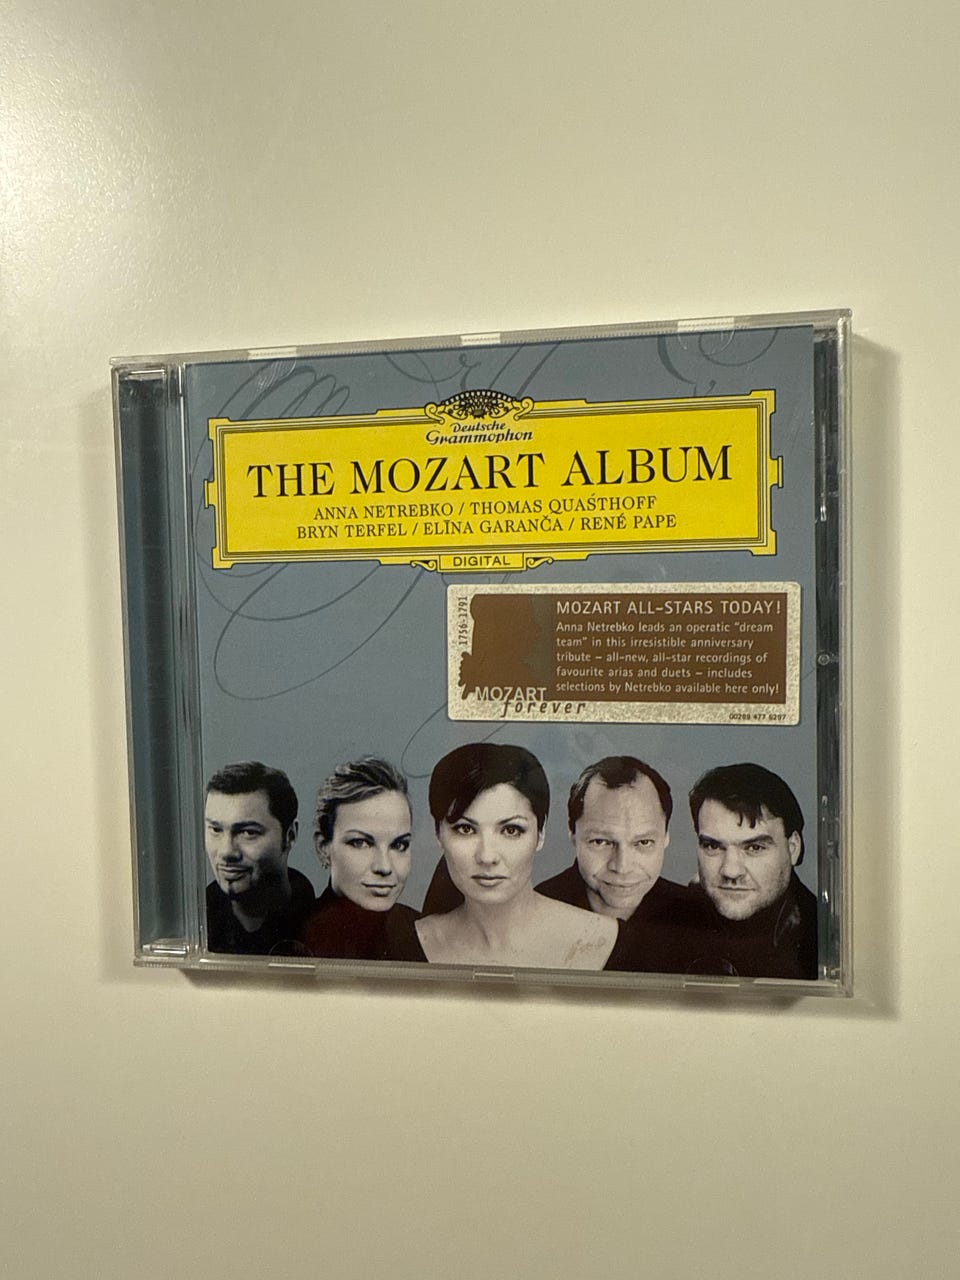 Deutsche
Grammophon
THE MOZART ALBUM
ANNA NETREBKO / THOMAS QUASTHOFF
BRYN TERFEL / ELĪNA GARANČA / RENÉ PAPE
DIGITAL
1756-1791
MOZART
forever
MOZART ALL-STARS TODAY!
Anna Netrebko leads an operatic "dream
team" in this irresistible anniversary
tribute – all-new, all-star recordings of
favourite arias and duets – includes
selections by Netrebko available here only!